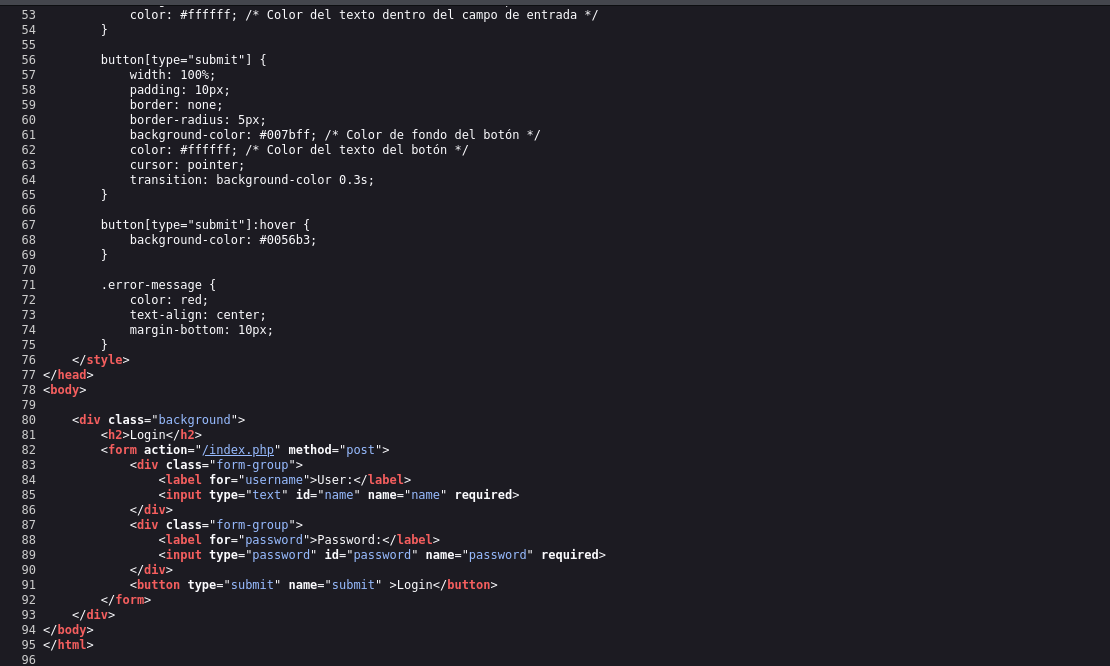 53             color: #ffffff; /* Color del texto dentro del campo de entrada */
54         }
55
56         button[type="submit"] {
57             width: 100%;
58             padding: 10px;
59             border: none;
60             border-radius: 5px;
61             background-color: #007bff; /* Color de fondo del botón */
62             color: #ffffff; /* Color del texto del botón */
63             cursor: pointer;
64             transition: background-color 0.3s;
65         }
66
67         button[type="submit"]:hover {
68             background-color: #0056b3;
69         }
70
71         .error-message {
72             color: red;
73             text-align: center;
74             margin-bottom: 10px;
75         }
76     </style>
77 </head>
78 <body>
79
80     <div class="background">
81         <h2>Login</h2>
82         <form action="/index.php" method="post">
83             <div class="form-group">
84                 <label for="username">User:</label>
85                 <input type="text" id="name" name="name" required>
86             </div>
87             <div class="form-group">
88                 <label for="password">Password:</label>
89                 <input type="password" id="password" name="password" required>
90             </div>
91             <button type="submit" name="submit" >Login</button>
92         </form>
93     </div>
94 </body>
95 </html>
96